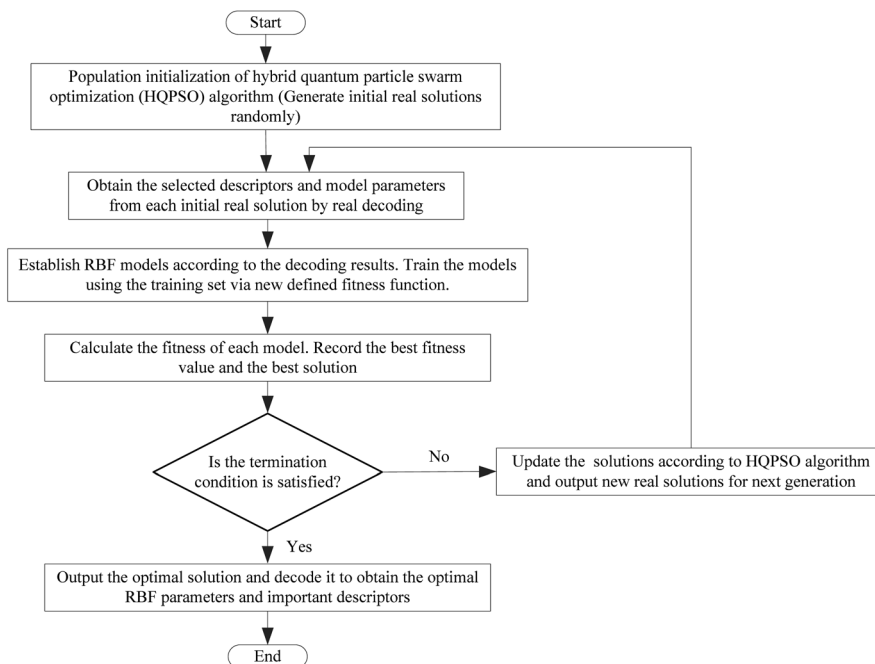 Start
Population initialization of hybrid quantum particle swarm
optimization (HQPSO) algorithm (Generate initial real solutions
randomly)
Obtain the selected descriptors and model parameters
from each initial real solution by real decoding
Establish RBF models according to the decoding results. Train the models
using the training set via new defined fitness function.
Calculate the fitness of each model. Record the best fitness
value and the best solution
Is the termination
condition is satisfied?
No
Update the solutions according to HQPSO algorithm
and output new real solutions for next generation
Yes
Output the optimal solution and decode it to obtain the optimal
RBF parameters and important descriptors
End